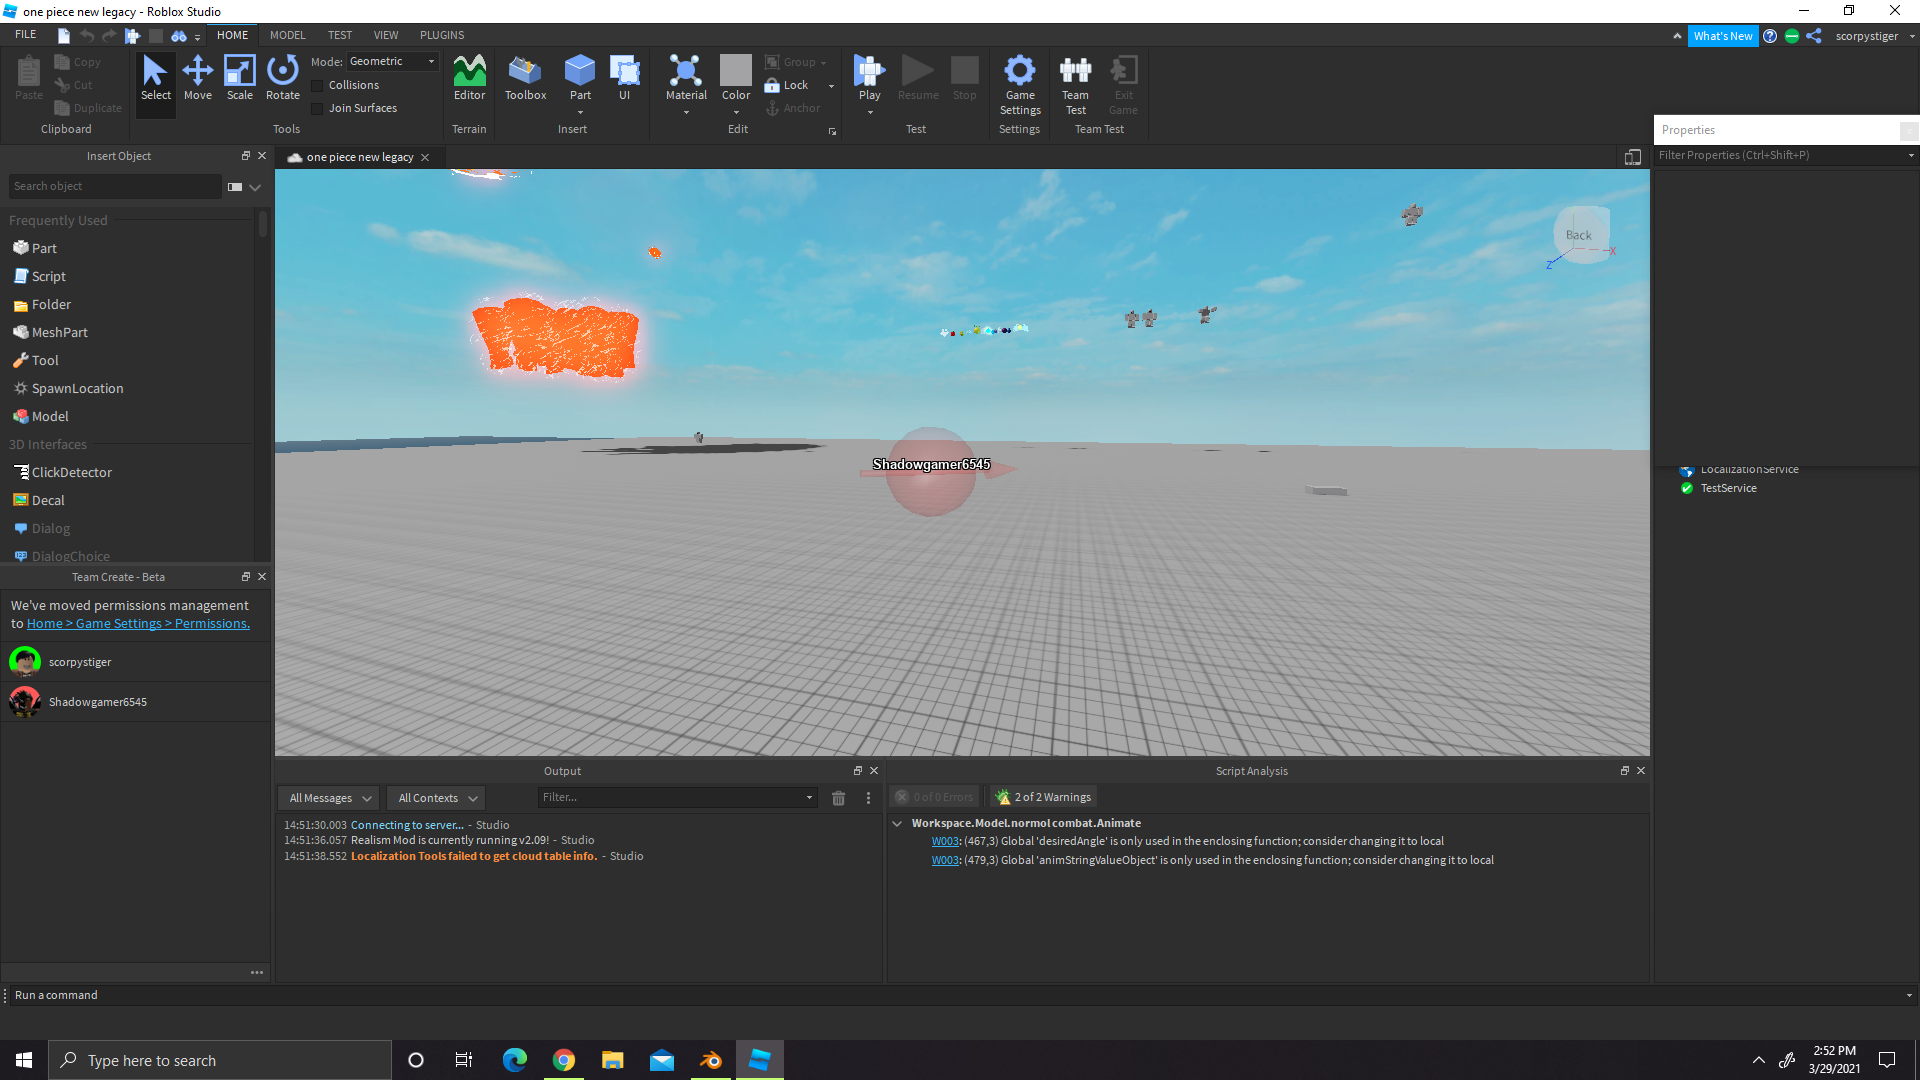 one piece new legacy - Roblox Studio
FILE
HOME
MODEL
TEST
VIEW
PLUGINS
What's New
scorpystiger
Paste
Copy
Cut
Duplicate
Clipboard
Select
Move
Scale
Rotate
Mode: Geometric
Collisions
Join Surfaces
Tools
Editor
Terrain
Toolbox
Part
UI
Insert
Material
Color
Group
Lock
Anchor
Edit
Play
Resume
Stop
Test
Game
Settings
Settings
Team
Test
Exit
Game
Team Test
Insert Object
Search object
Frequently Used
Part
Script
Folder
MeshPart
Tool
SpawnLocation
Model
3D Interfaces
ClickDetector
Decal
Dialog
DialogChoice
Team Create - Beta
We've moved permissions management
to Home > Game Settings > Permissions.
scorpystiger
Shadowgamer6545
one piece new legacy
Back
X
Z
Shadowgamer6545
Properties
Filter Properties (Ctrl+Shift+P)
LocalizationService
TestService
Output
All Messages
All Contexts
Filter...
14:51:30.003 Connecting to server... - Studio
14:51:36.057 Realism Mod is currently running v2.09! - Studio
14:51:38.552 Localization Tools failed to get cloud table info. - Studio
Script Analysis
0 of 0 Errors
2 of 2 Warnings
Workspace.Model.normol combat.Animate
W003: (467,3) Global 'desiredAngle' is only used in the enclosing function; consider changing it to local
W003: (479,3) Global 'animStringValueObject' is only used in the enclosing function; consider changing it to local
Run a command
Type here to search
2:52 PM
3/29/2021